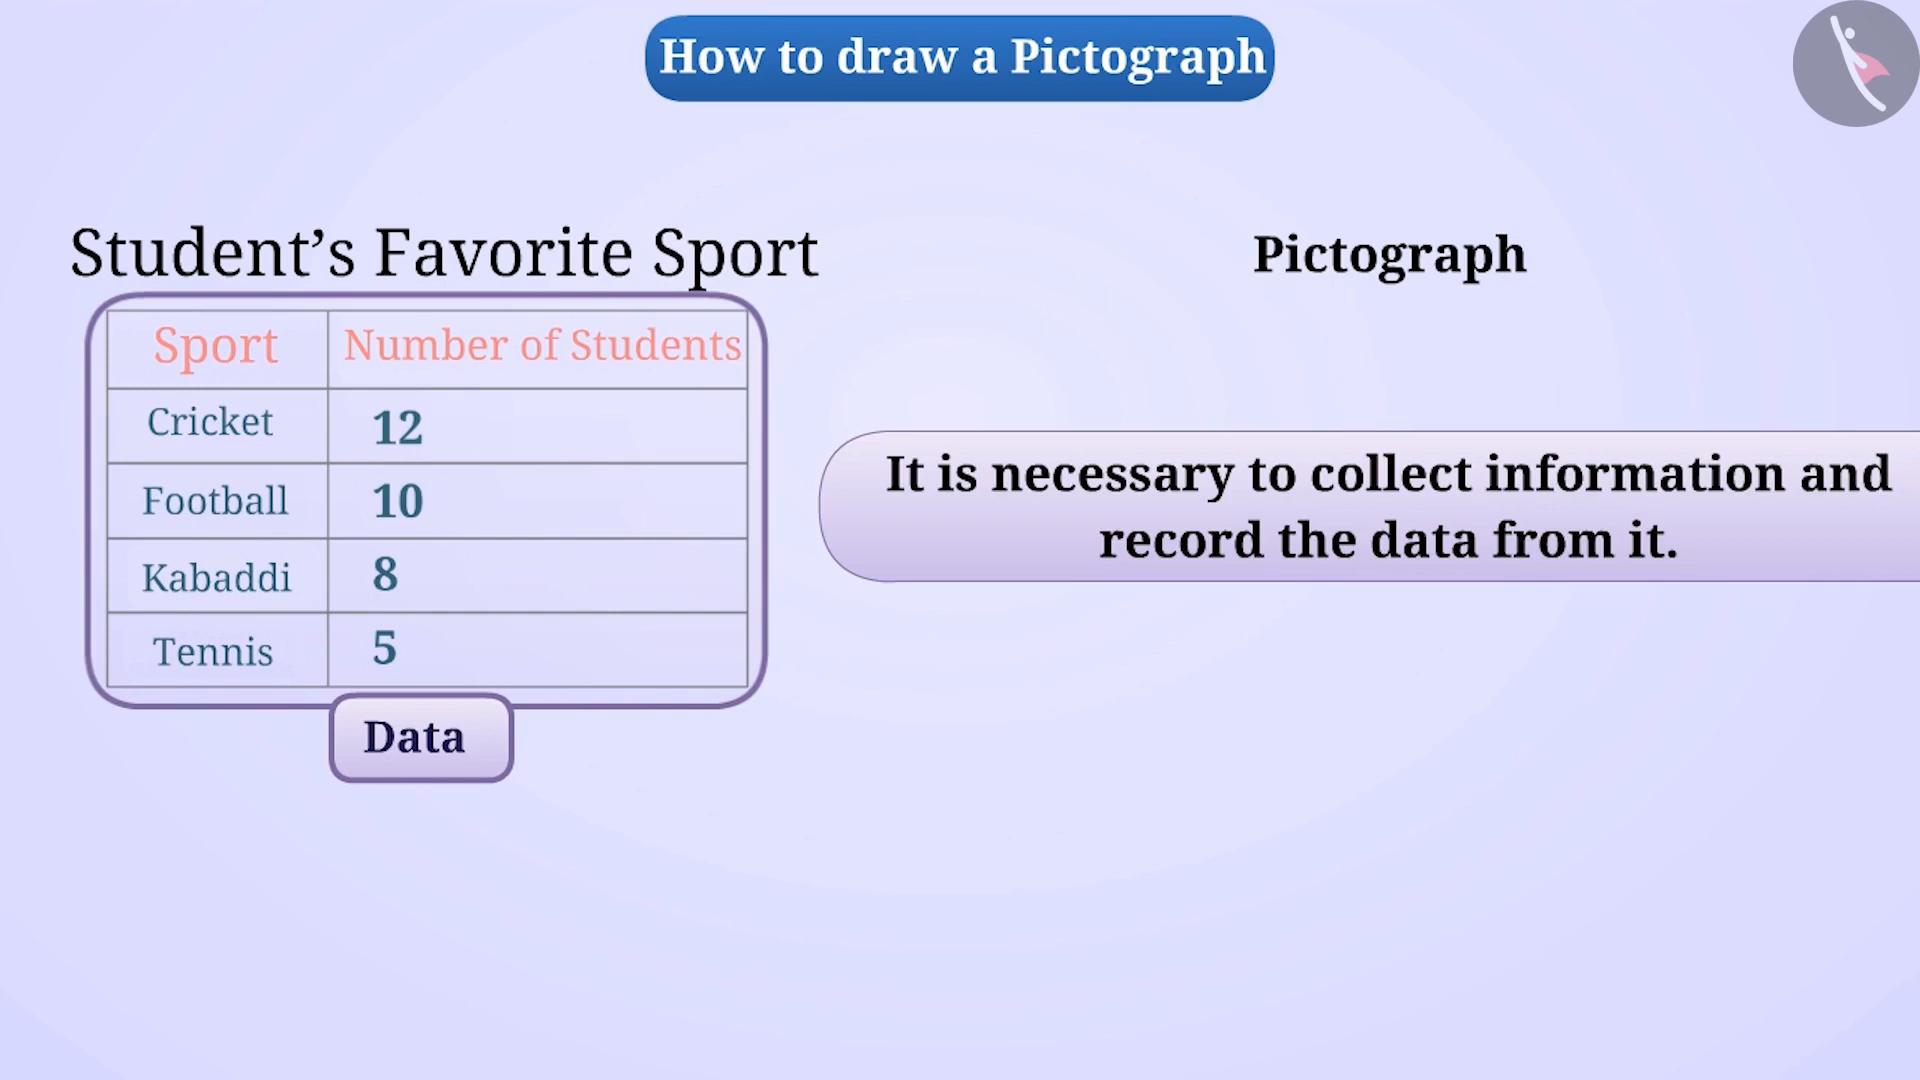 How to draw a Pictograph
Student’s Favorite Sport
Sport Number of Students
Cricket 12
Football 10
Kabaddi 8
Tennis 5
Data
Pictograph
It is necessary to collect information and
record the data from it.